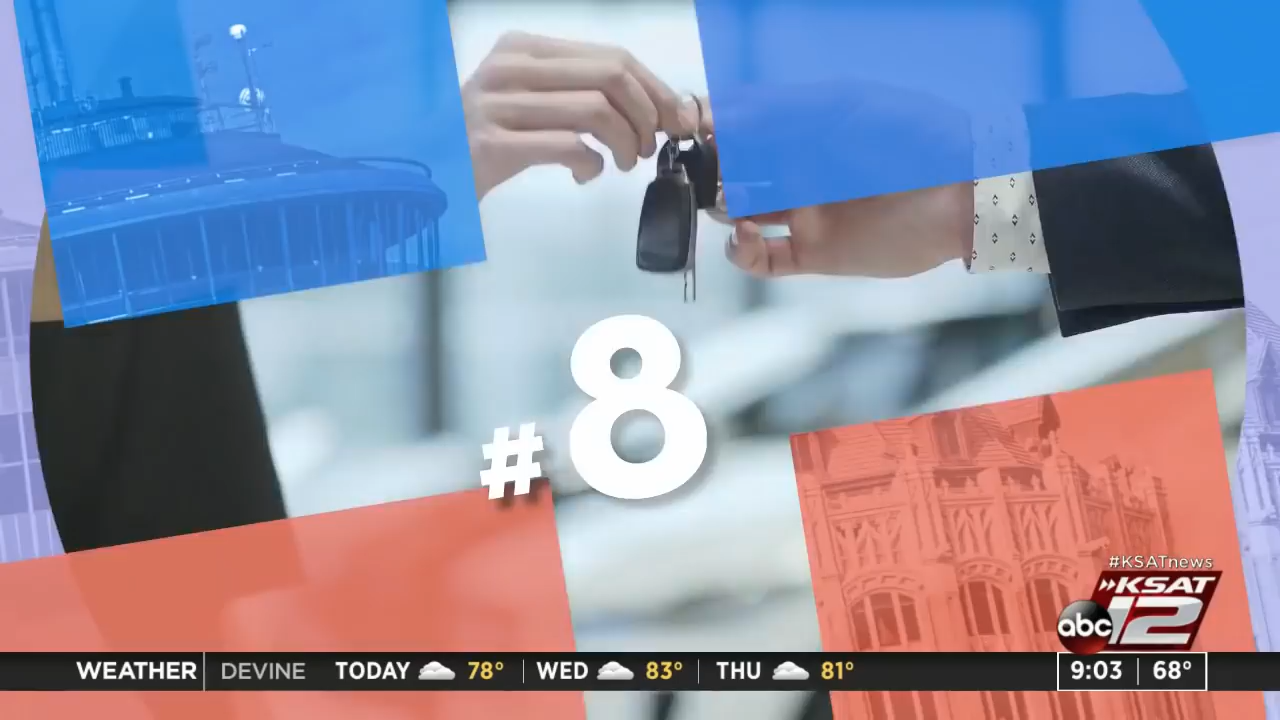 #8
#KSATnews
KSAT
abc 12
WEATHER DEVINE TODAY 78° WED 83° THU 81° 9:03 68°